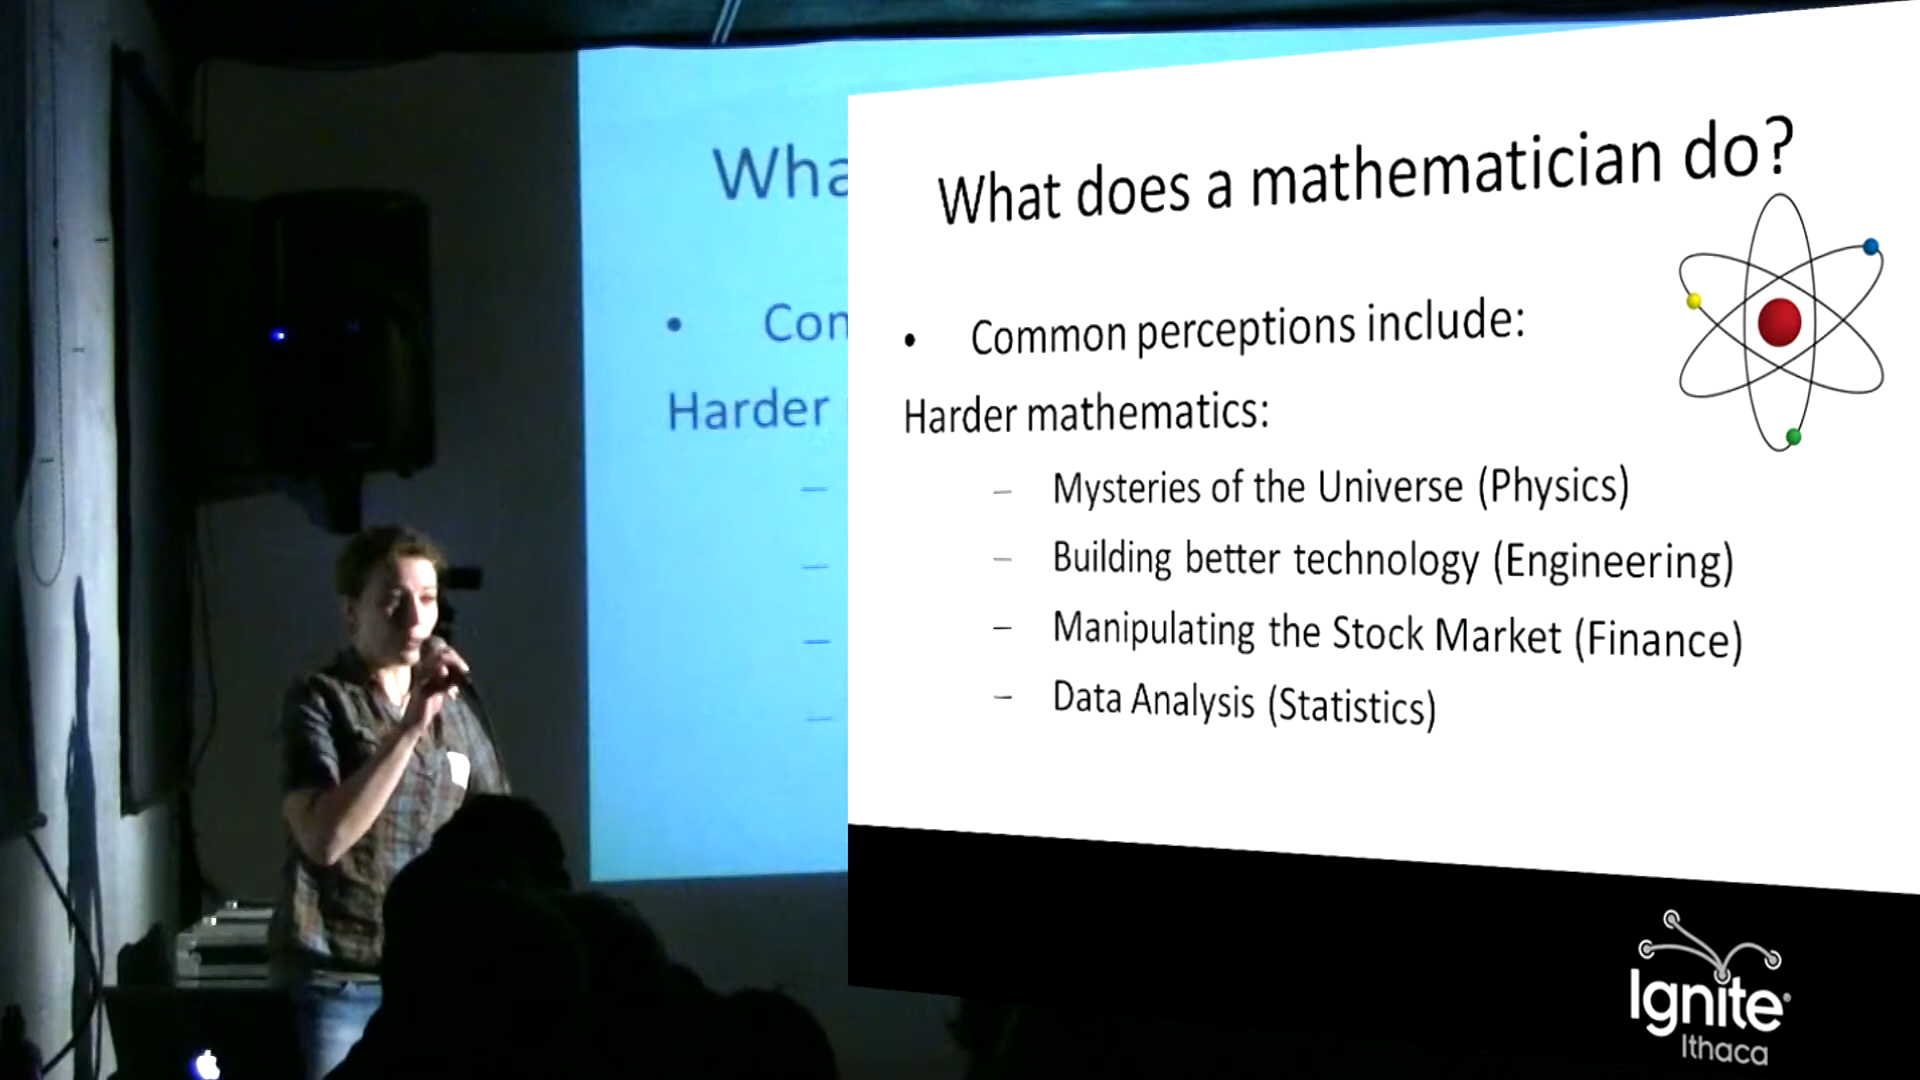 Wha
• Con
Harder
–
–
–
–
What does a mathematician do?
• Common perceptions include:
Harder mathematics:
– Mysteries of the Universe (Physics)
– Building better technology (Engineering)
– Manipulating the Stock Market (Finance)
– Data Analysis (Statistics)
Ignite®
Ithaca